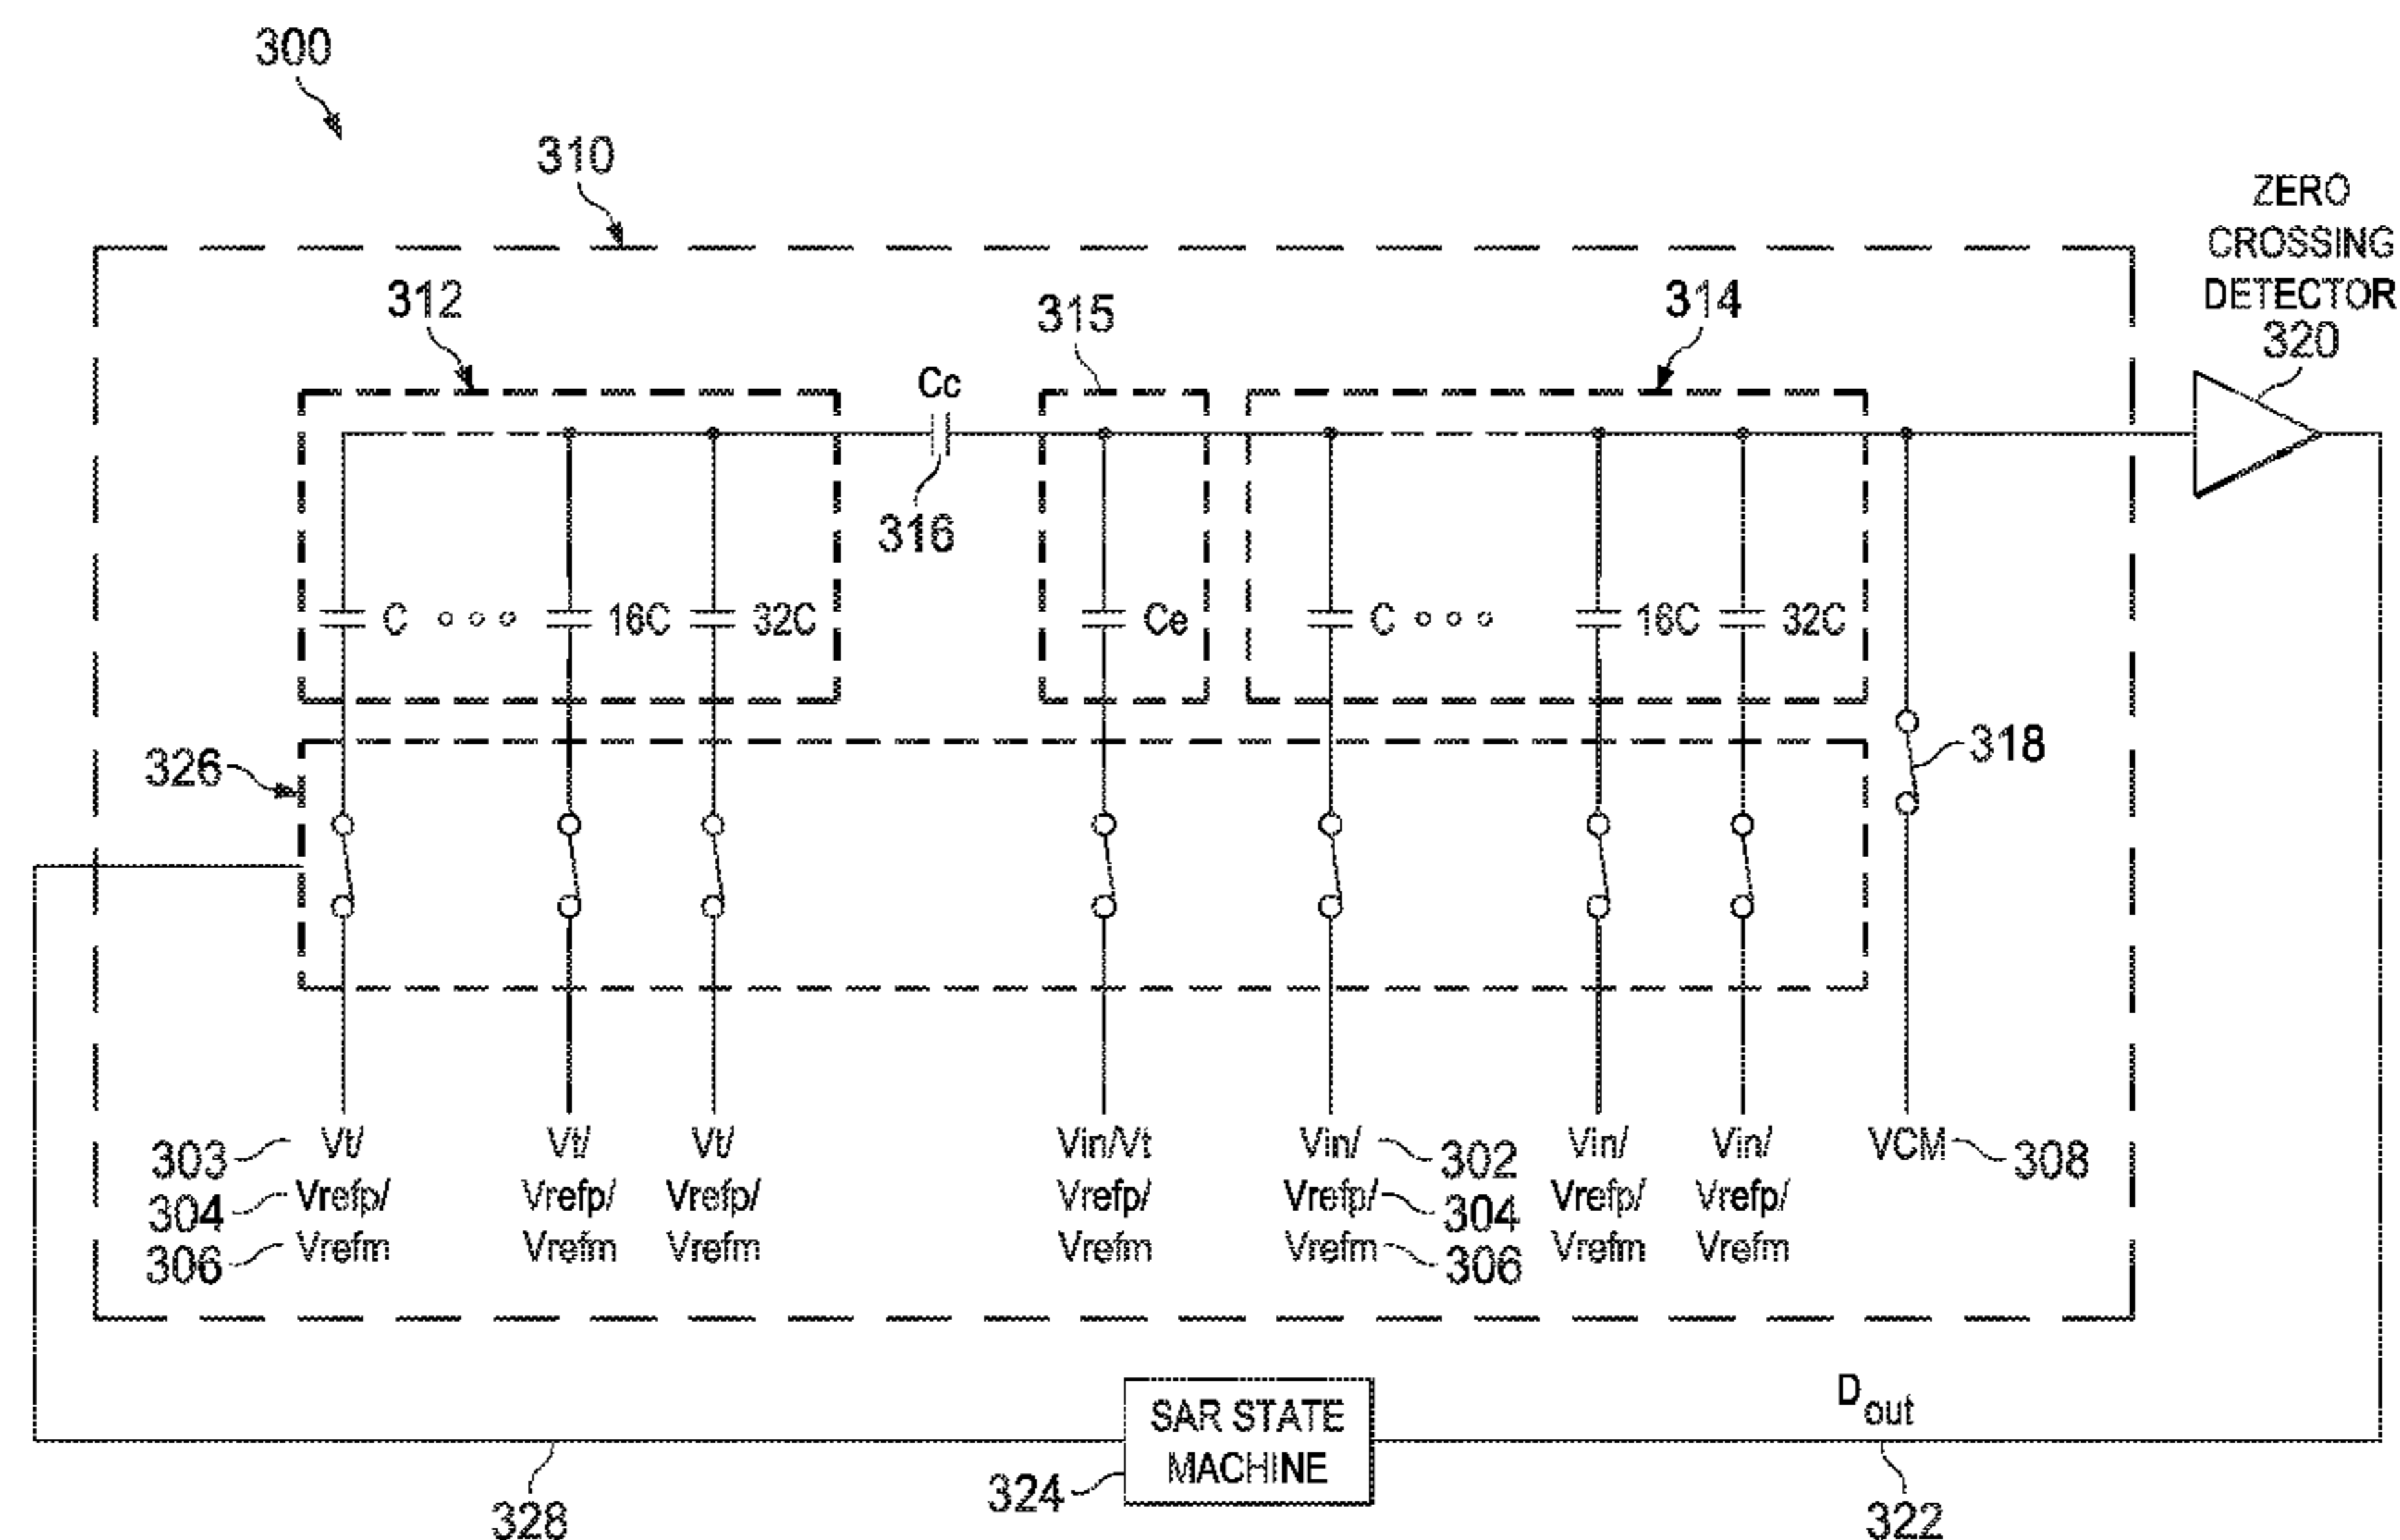 300
310
ZERO
CROSSING
DETECTOR
320
312
315
314
Cc
316
C
16C
32C
Ce
C
16C
32C
326
318
303
Vt/
Vt/
Vt/
Vin/Vt
Vin/
302
Vin/
Vin/
VCM
308
304
Vrefp/
Vrefp/
Vrefp/
Vrefp/
Vrefp/
304
Vrefp/
Vrefp/
306
Vrefm
Vrefm
Vrefm
Vrefm
Vrefm
306
Vrefm
Vrefm
SAR STATE
MACHINE
Dout
324
328
322